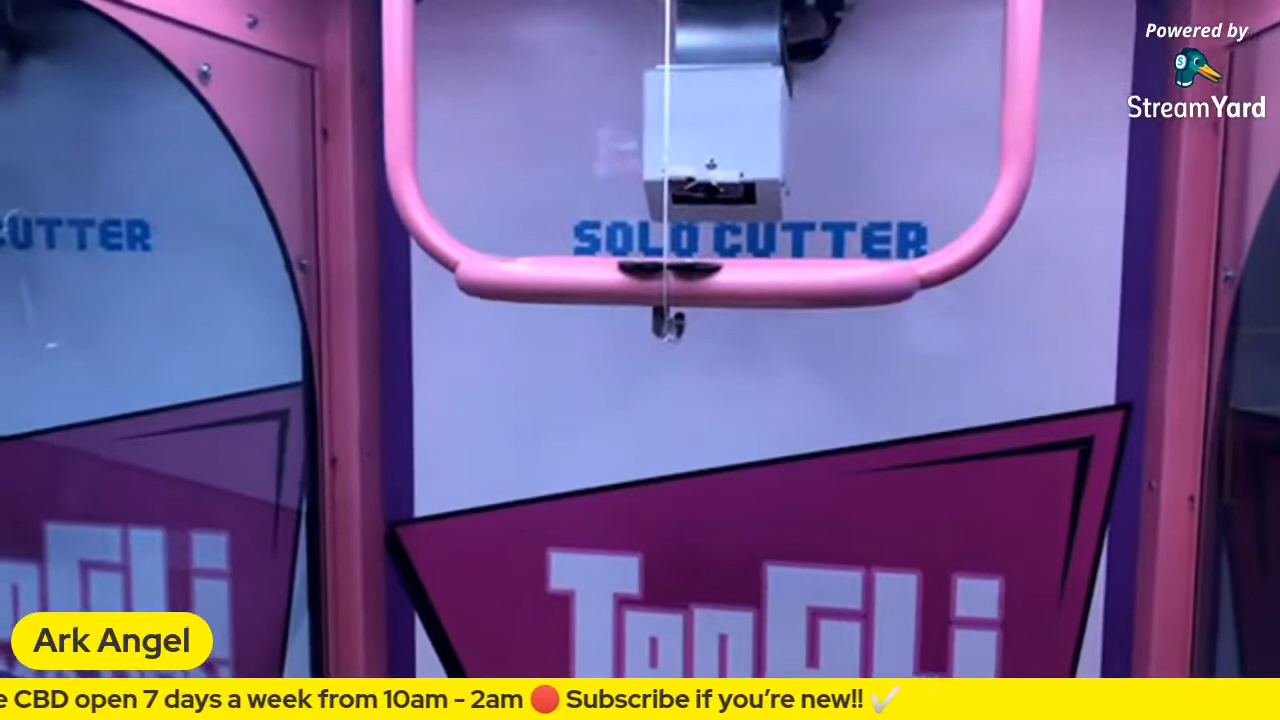 Powered by
StreamYard
CUTTER
SOLO CUTTER
TonGLi
Ark Angel
CBD open 7 days a week from 10am - 2am 🔴 Subscribe if you’re new!! ✔